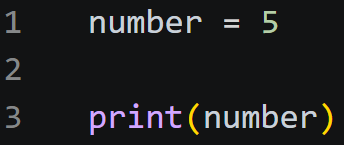 1 number = 5
2
3 print(number)